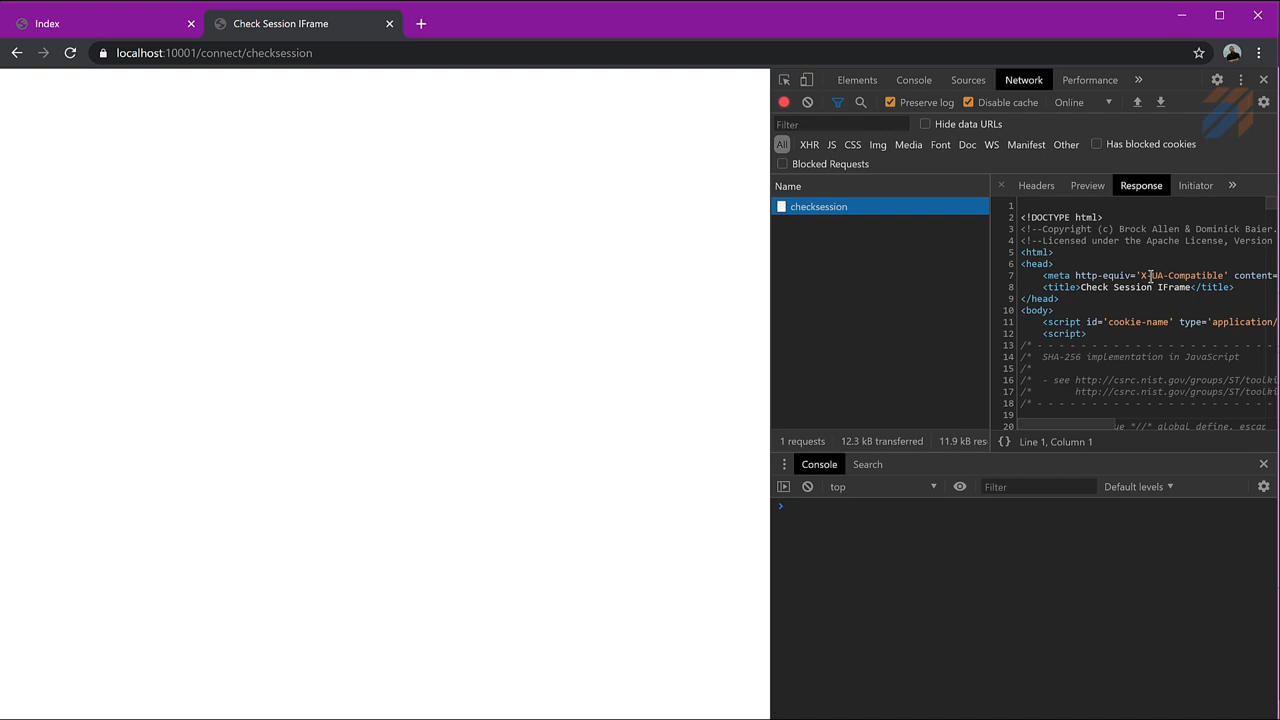 Index
Check Session IFrame
localhost:10001/connect/checksession
Elements Console Sources Network Performance
Preserve log Disable cache Online
Filter Hide data URLs
All XHR JS CSS Img Media Font Doc WS Manifest Other Has blocked cookies
Blocked Requests
Name
checksession
Headers Preview Response Initiator
1
2 <!DOCTYPE html>
3 <!--Copyright (c) Brock Allen & Dominick Baier.
4 <!--Licensed under the Apache License, Version
5 <html>
6 <head>
7 <meta http-equiv='X-UA-Compatible' content=
8 <title>Check Session IFrame</title>
9 </head>
10 <body>
11 <script id='cookie-name' type='application/
12 <script>
13 /* - - - - - - - - - - - - - - - - - - - - - - -
14 /* SHA-256 implementation in JavaScript
15 /*
16 /* - see http://csrc.nist.gov/groups/ST/toolki
17 /* http://csrc.nist.gov/groups/ST/toolki
18 /* - - - - - - - - - - - - - - - - - - - - - - -
19
20 *//* global define, escap
1 requests 12.3 kB transferred 11.9 kB res
{} Line 1, Column 1
Console Search
top Filter Default levels